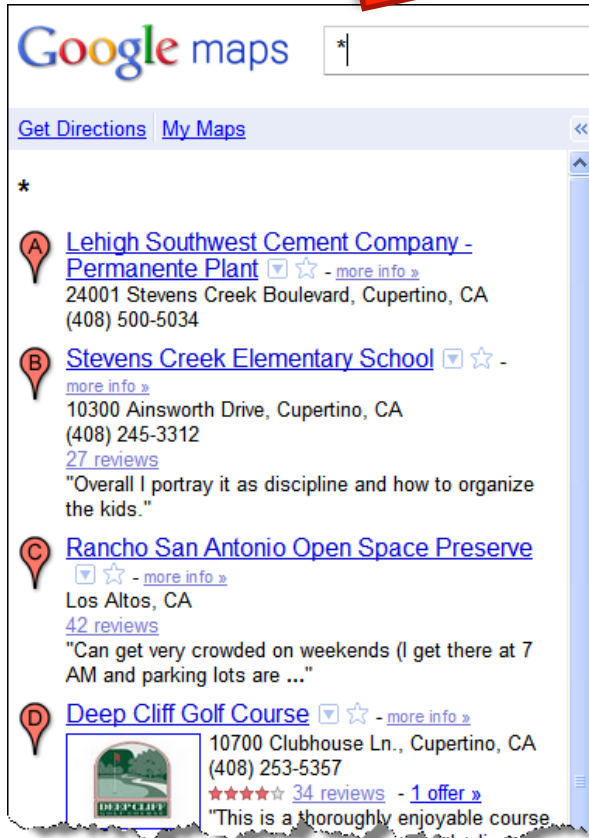 Google maps
*
Get Directions My Maps
«
*
A
Lehigh Southwest Cement Company -
Permanente Plant - more info »
24001 Stevens Creek Boulevard, Cupertino, CA
(408) 500-5034
B
Stevens Creek Elementary School -
more info »
10300 Ainsworth Drive, Cupertino, CA
(408) 245-3312
27 reviews
"Overall I portray it as discipline and how to organize
the kids."
C
Rancho San Antonio Open Space Preserve
- more info »
Los Altos, CA
42 reviews
"Can get very crowded on weekends (I get there at 7
AM and parking lots are ..."
D
Deep Cliff Golf Course - more info »
DEEP CLIFF
10700 Clubhouse Ln., Cupertino, CA
(408) 253-5357
34 reviews - 1 offer »
"This is a thoroughly enjoyable course